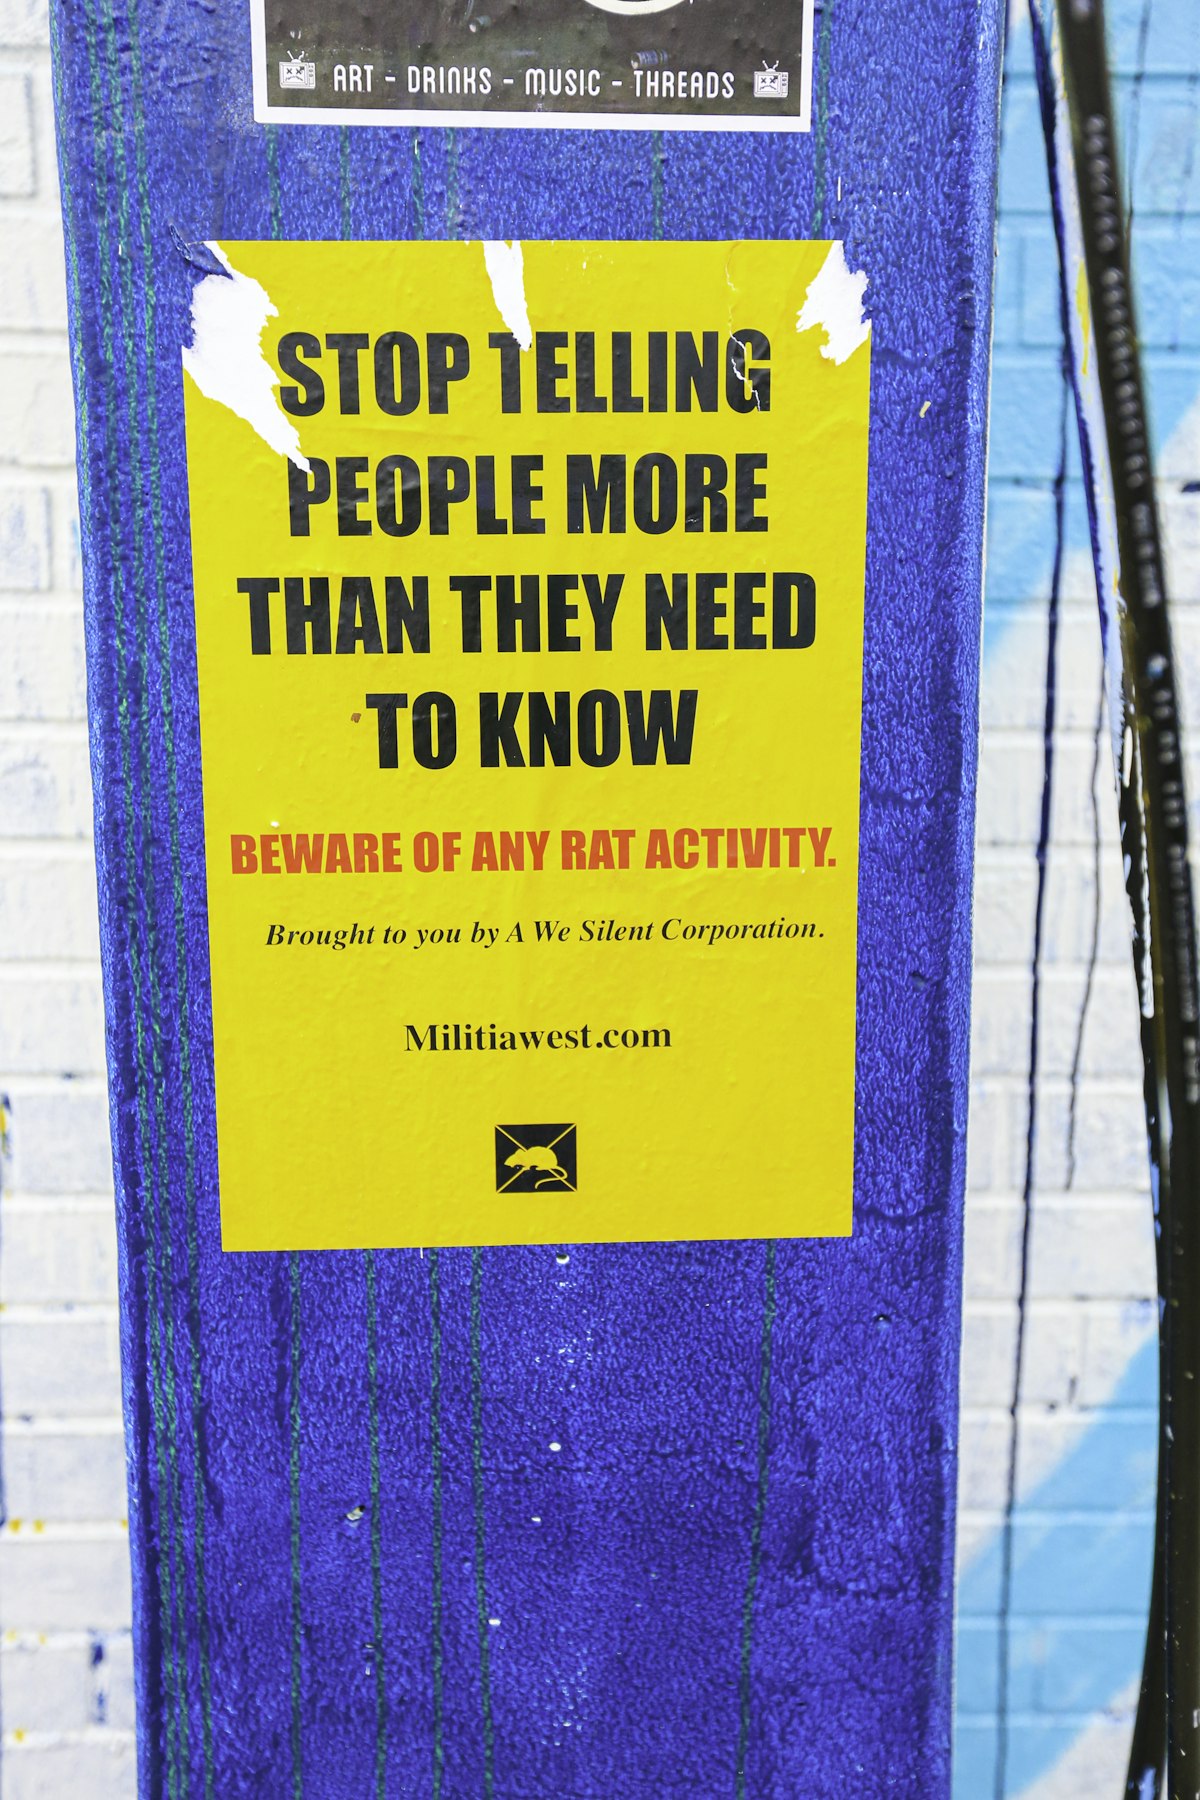 ART - DRINKS - MUSIC - THREADS
STOP TELLING
PEOPLE MORE
THAN THEY NEED
TO KNOW
BEWARE OF ANY RAT ACTIVITY.
Brought to you by A We Silent Corporation.
Militiawest.com